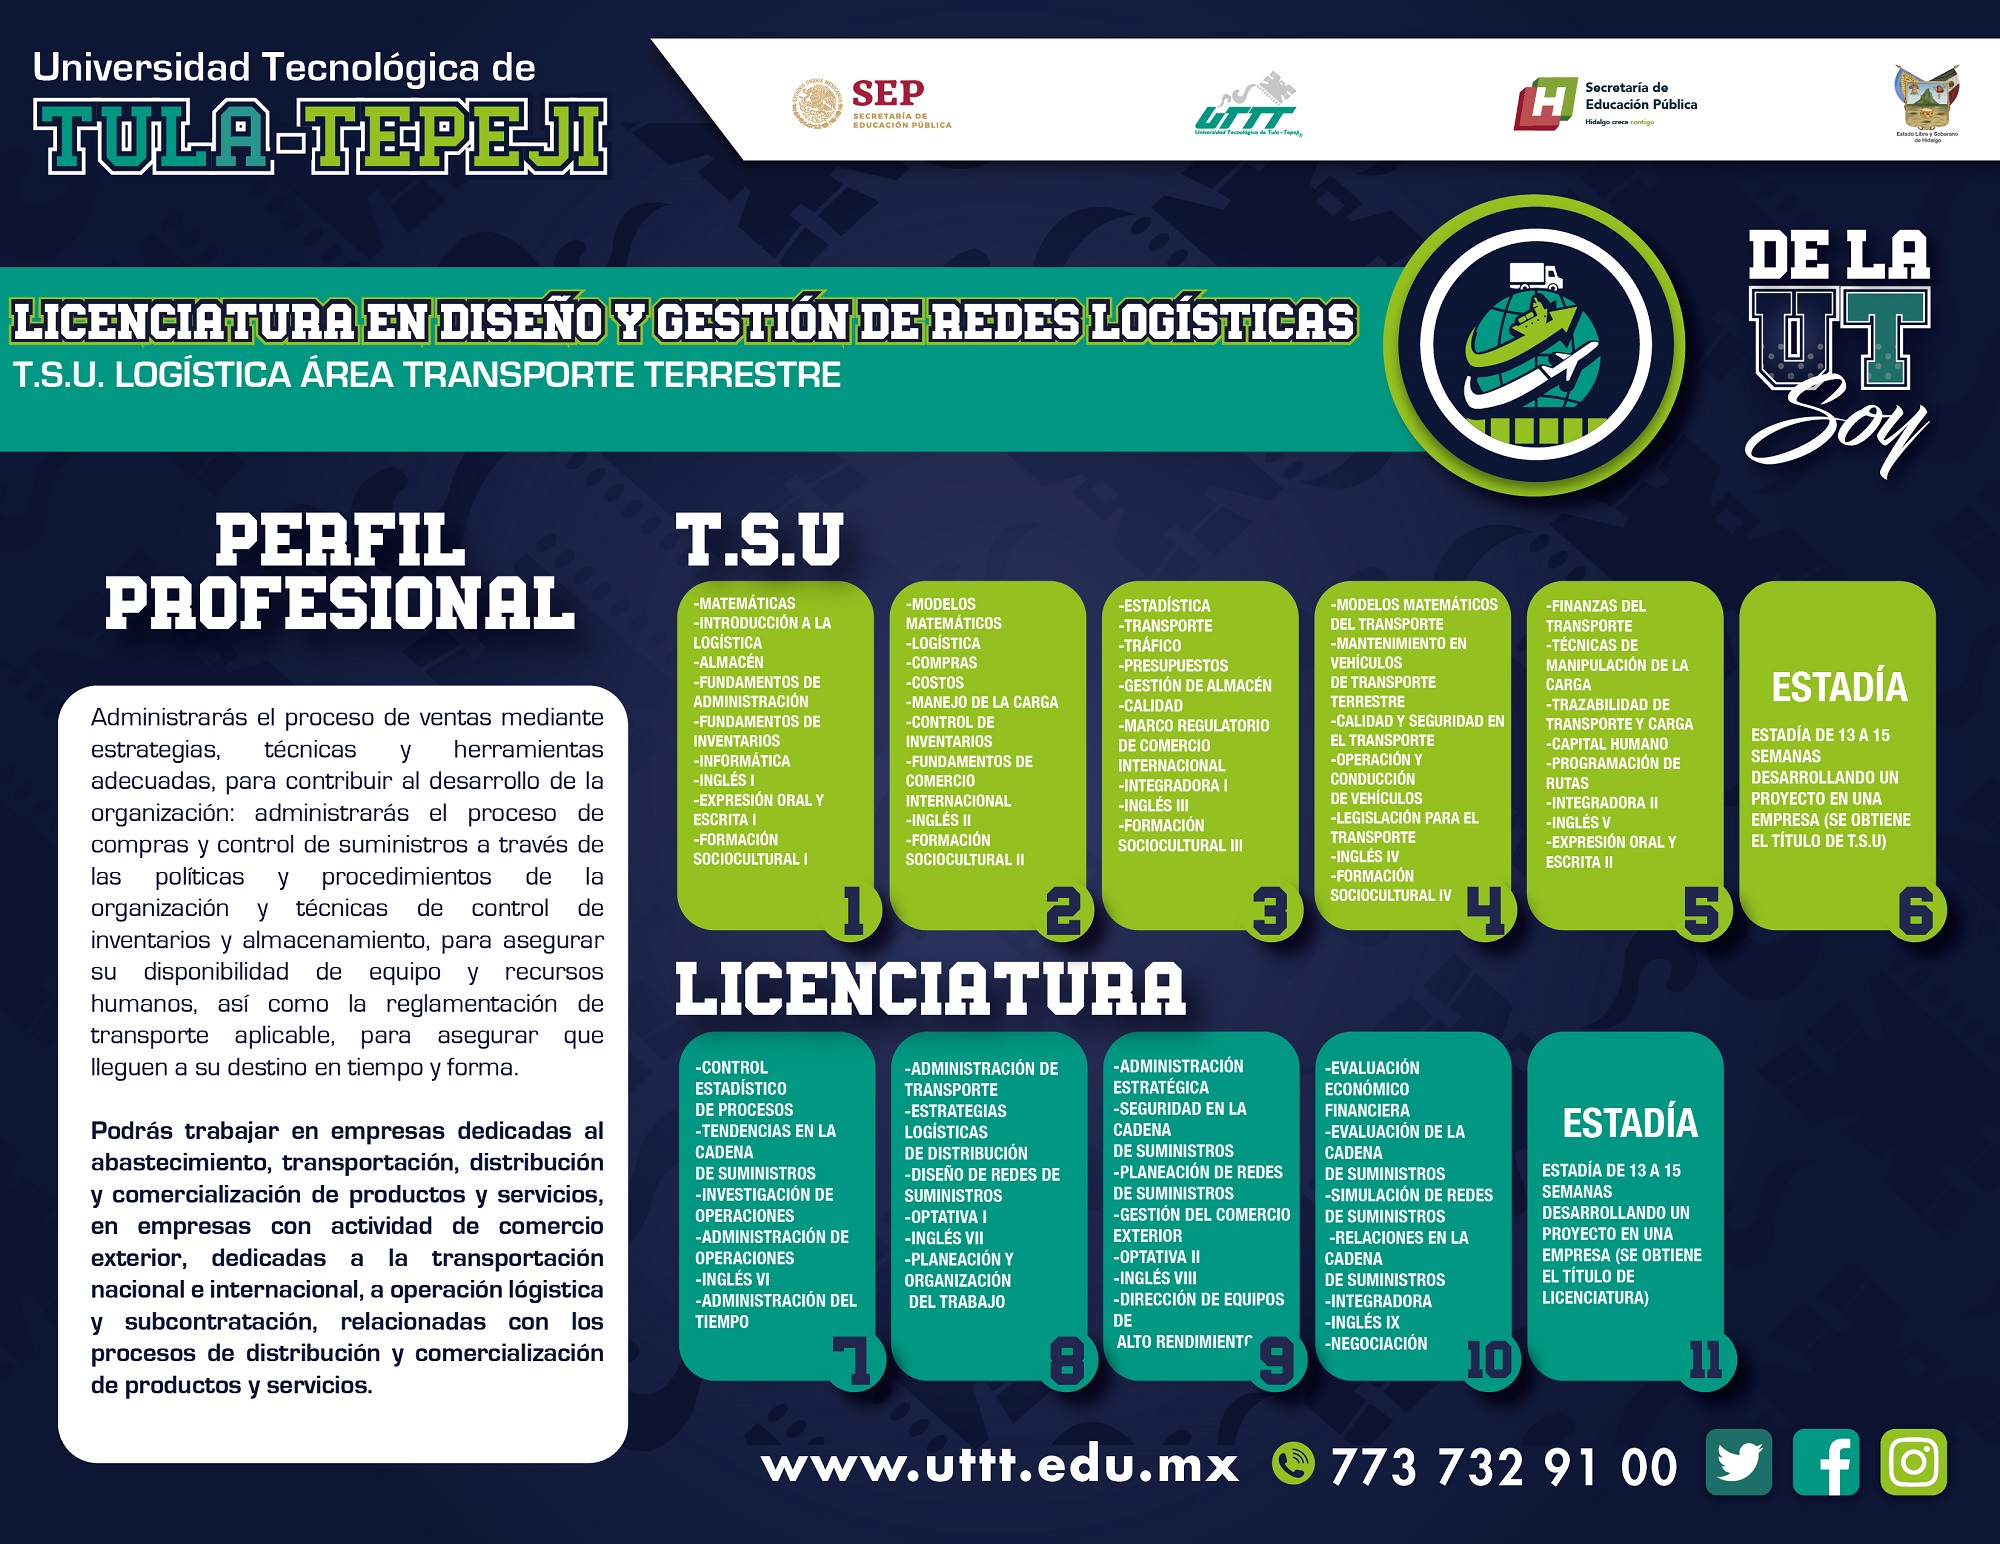 Universidad Tecnológica de
TULA-TEPEJI
SEP
SECRETARÍA DE
EDUCACIÓN PÚBLICA
UTTT
Universidad Tecnológica de Tula-Tepeji
H
Secretaría de
Educación Pública
Hidalgo crece contigo
Estado Libre y Soberano
de Hidalgo
LICENCIATURA EN DISEÑO Y GESTIÓN DE REDES LOGÍSTICAS
T.S.U. LOGÍSTICA ÁREA TRANSPORTE TERRESTRE
DE LA
UT
Soy
PERFIL
PROFESIONAL
Administrarás el proceso de ventas mediante
estrategias, técnicas y herramientas
adecuadas, para contribuir al desarrollo de la
organización: administrarás el proceso de
compras y control de suministros a través de
las políticas y procedimientos de la
organización y técnicas de control de
inventarios y almacenamiento, para asegurar
su disponibilidad de equipo y recursos
humanos, así como la reglamentación de
transporte aplicable, para asegurar que
lleguen a su destino en tiempo y forma.
Podrás trabajar en empresas dedicadas al
abastecimiento, transportación, distribución
y comercialización de productos y servicios,
en empresas con actividad de comercio
exterior, dedicadas a la transportación
nacional e internacional, a operación lógistica
y subcontratación, relacionadas con los
procesos de distribución y comercialización
de productos y servicios.
T.S.U
-MATEMÁTICAS
-INTRODUCCIÓN A LA
LOGÍSTICA
-ALMACÉN
-FUNDAMENTOS DE
ADMINISTRACIÓN
-FUNDAMENTOS DE
INVENTARIOS
-INFORMÁTICA
-INGLÉS I
-EXPRESIÓN ORAL Y
ESCRITA I
-FORMACIÓN
SOCIOCULTURAL I
1
-MODELOS
MATEMÁTICOS
-LOGÍSTICA
-COMPRAS
-COSTOS
-MANEJO DE LA CARGA
-CONTROL DE
INVENTARIOS
-FUNDAMENTOS DE
COMERCIO
INTERNACIONAL
-INGLÉS II
-FORMACIÓN
SOCIOCULTURAL II
2
-ESTADÍSTICA
-TRANSPORTE
-TRÁFICO
-PRESUPUESTOS
-GESTIÓN DE ALMACÉN
-CALIDAD
-MARCO REGULATORIO
DE COMERCIO
INTERNACIONAL
-INTEGRADORA I
-INGLÉS III
-FORMACIÓN
SOCIOCULTURAL III
3
-MODELOS MATEMÁTICOS
DEL TRANSPORTE
-MANTENIMIENTO EN
VEHÍCULOS
DE TRANSPORTE
TERRESTRE
-CALIDAD Y SEGURIDAD EN
EL TRANSPORTE
-OPERACIÓN Y
CONDUCCIÓN
DE VEHÍCULOS
-LEGISLACIÓN PARA EL
TRANSPORTE
-INGLÉS IV
-FORMACIÓN
SOCIOCULTURAL IV
4
-FINANZAS DEL
TRANSPORTE
-TÉCNICAS DE
MANIPULACIÓN DE LA
CARGA
-TRAZABILIDAD DE
TRANSPORTE Y CARGA
-CAPITAL HUMANO
-PROGRAMACIÓN DE
RUTAS
-INTEGRADORA II
-INGLÉS V
-EXPRESIÓN ORAL Y
ESCRITA II
5
ESTADÍA
ESTADÍA DE 13 A 15
SEMANAS
DESARROLLANDO UN
PROYECTO EN UNA
EMPRESA (SE OBTIENE
EL TÍTULO DE T.S.U)
6
LICENCIATURA
-CONTROL
ESTADÍSTICO
DE PROCESOS
-TENDENCIAS EN LA
CADENA
DE SUMINISTROS
-INVESTIGACIÓN DE
OPERACIONES
-ADMINISTRACIÓN DE
OPERACIONES
-INGLÉS VI
-ADMINISTRACIÓN DEL
TIEMPO
7
-ADMINISTRACIÓN DE
TRANSPORTE
-ESTRATEGIAS
LOGÍSTICAS
DE DISTRIBUCIÓN
-DISEÑO DE REDES DE
SUMINISTROS
-OPTATIVA I
-INGLÉS VII
-PLANEACIÓN Y
ORGANIZACIÓN
DEL TRABAJO
8
-ADMINISTRACIÓN
ESTRATÉGICA
-SEGURIDAD EN LA
CADENA
DE SUMINISTROS
-PLANEACIÓN DE REDES
DE SUMINISTROS
-GESTIÓN DEL COMERCIO
EXTERIOR
-OPTATIVA II
-INGLÉS VIII
-DIRECCIÓN DE EQUIPOS
DE
ALTO RENDIMIENTO
9
-EVALUACIÓN
ECONÓMICO
FINANCIERA
-EVALUACIÓN DE LA
CADENA
DE SUMINISTROS
-SIMULACIÓN DE REDES
DE SUMINISTROS
-RELACIONES EN LA
CADENA
DE SUMINISTROS
-INTEGRADORA
-INGLÉS IX
-NEGOCIACIÓN
10
ESTADÍA
ESTADÍA DE 13 A 15
SEMANAS
DESARROLLANDO UN
PROYECTO EN UNA
EMPRESA (SE OBTIENE
EL TÍTULO DE
LICENCIATURA)
11
www.uttt.edu.mx
773 732 91 00